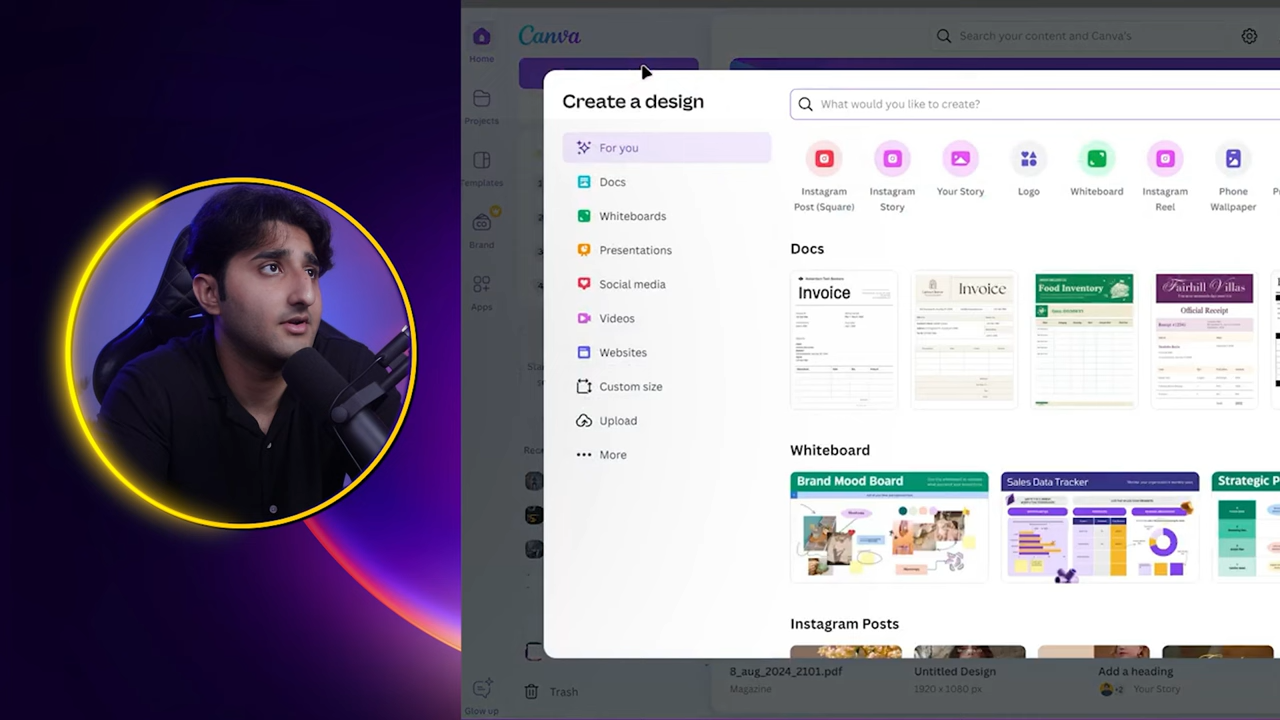 Home
Canva
Search your content and Canva's
Projects
Templates
Brand
Apps
Create a design
What would you like to create?
For you
Docs
Whiteboards
Presentations
Social media
Videos
Websites
Custom size
Upload
More
Instagram
Post (Square)
Instagram
Story
Your Story
Logo
Whiteboard
Instagram
Reel
Phone
Wallpaper
Docs
Invoice
Invoice
Food Inventory
Fairhill Villas
Official Receipt
Whiteboard
Brand Mood Board
Sales Data Tracker
Strategic P
Instagram Posts
8_aug_2024_2101.pdf
Magazine
Untitled Design
1920 x 1080 px
Add a heading
+2 Your Story
Rece
Trash
Glow up